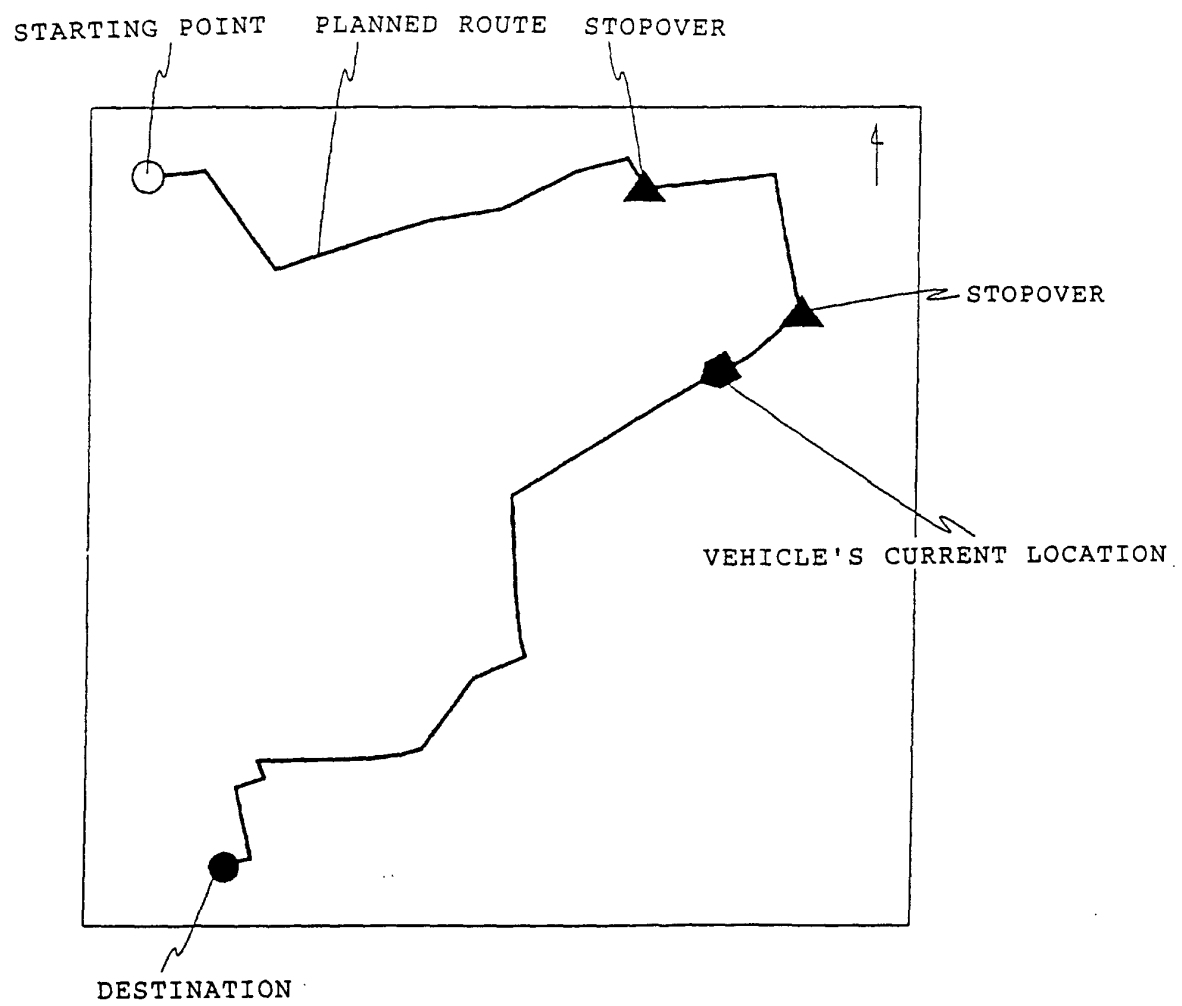 STARTING POINT
PLANNED ROUTE
STOPOVER
STOPOVER
VEHICLE'S CURRENT LOCATION
DESTINATION